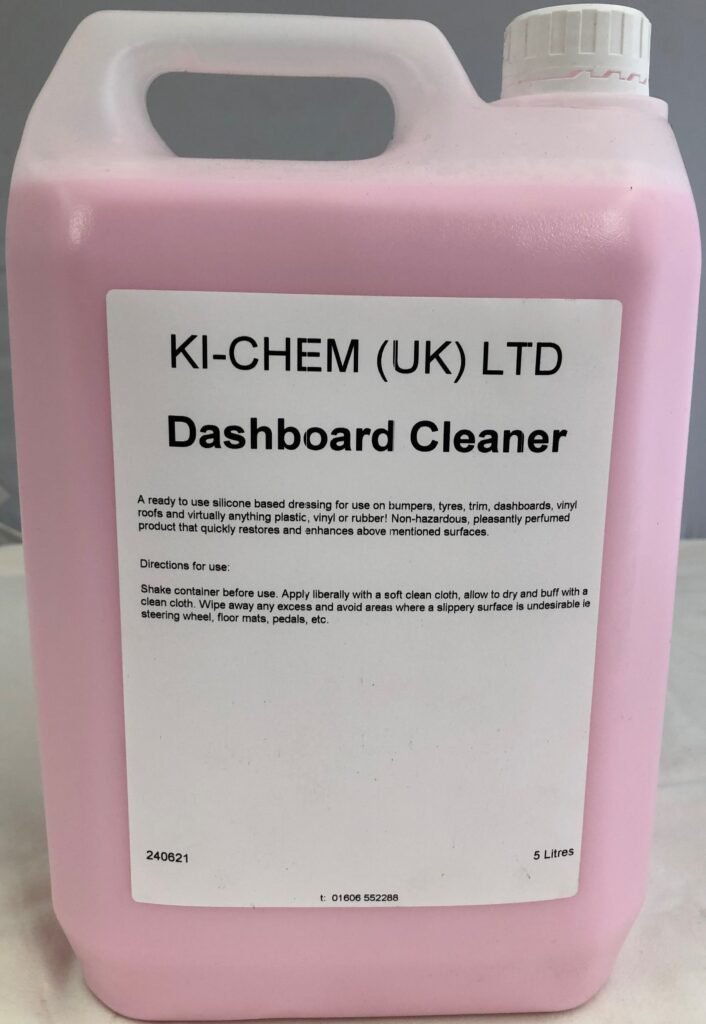 KI-CHEM (UK) LTD
Dashboard Cleaner
A ready to use silicone based dressing for use on bumpers, tyres, trim, dashboards, vinyl
roofs and virtually anything plastic, vinyl or rubber! Non-hazardous, pleasantly perfumed
product that quickly restores and enhances above mentioned surfaces.
Directions for use:
Shake container before use. Apply liberally with a soft clean cloth, allow to dry and buff with a
clean cloth. Wipe away any excess and avoid areas where a slippery surface is undesirable ie
steering wheel, floor mats, pedals, etc.
240621
5 Litres
t: 01606 552288